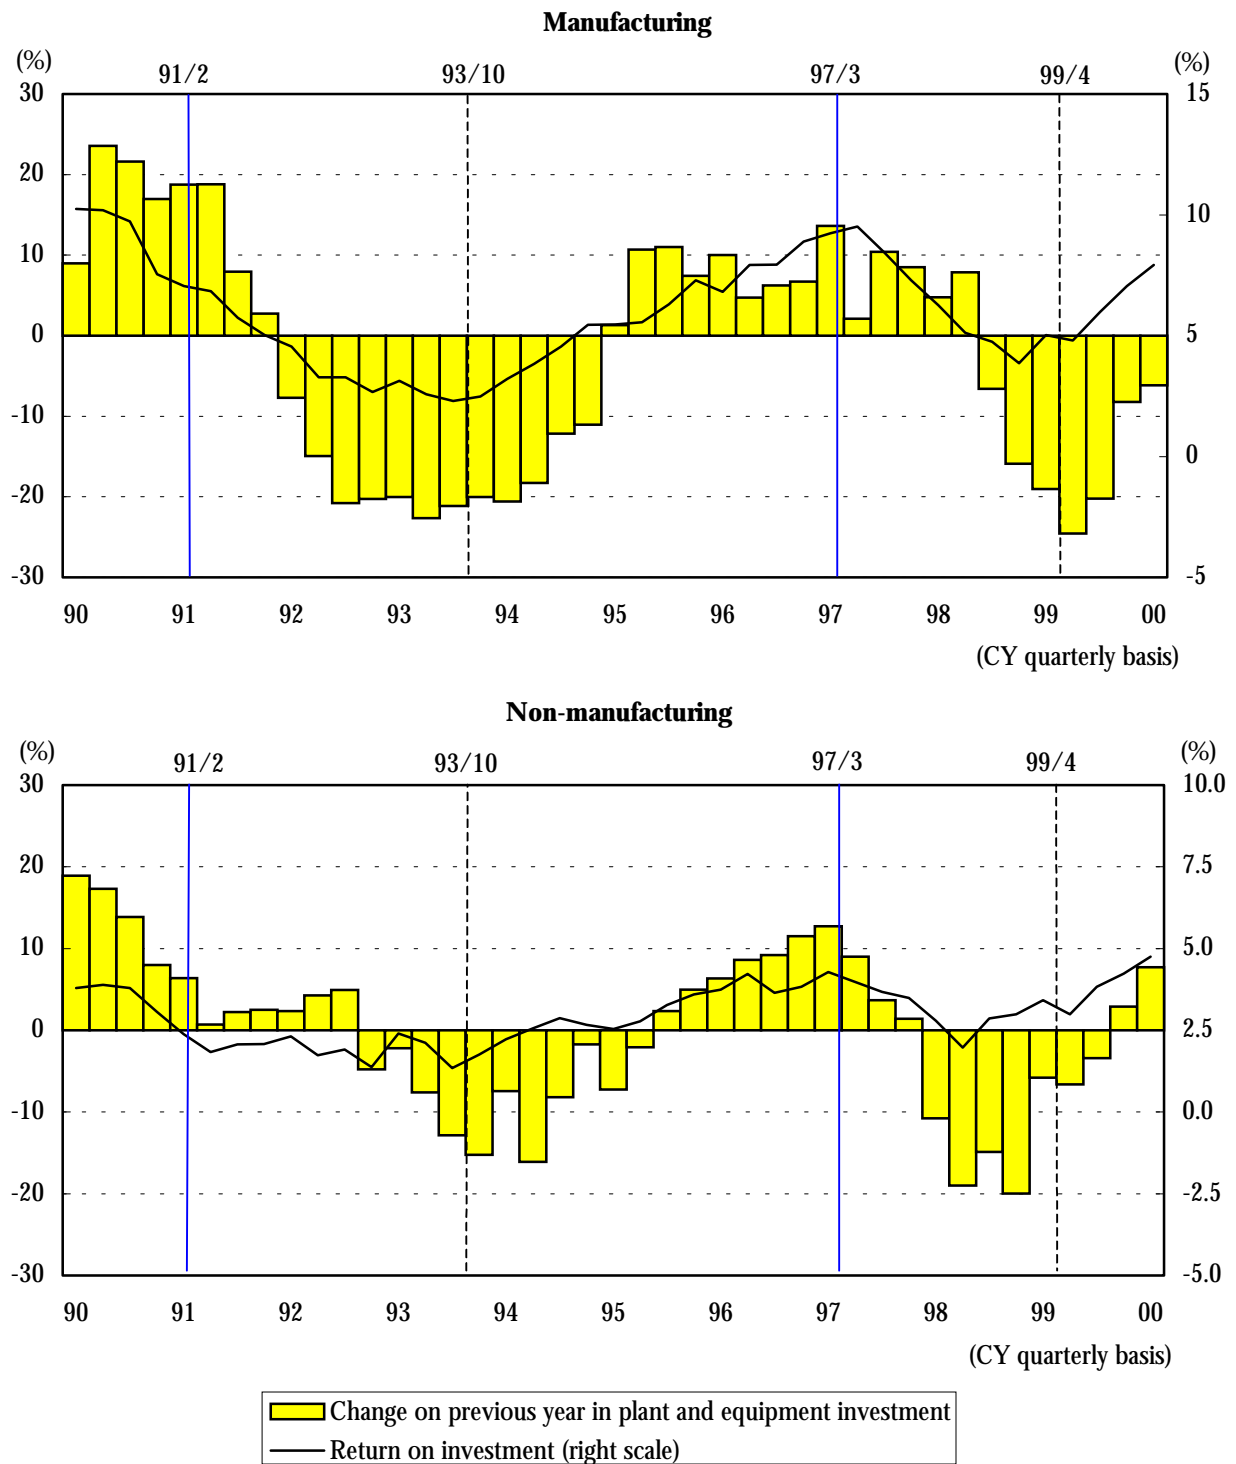 Manufacturing
(%) 91/2 93/10 97/3 99/4 (%)
30 15
20
10
10
0 5
-10
0
-20
-30 -5
90 91 92 93 94 95 96 97 98 99 00
(CY quarterly basis)
Non-manufacturing
(%) 91/2 93/10 97/3 99/4 (%)
30 10.0
20 7.5
10 5.0
0 2.5
-10 0.0
-20 -2.5
-30 -5.0
90 91 92 93 94 95 96 97 98 99 00
(CY quarterly basis)
Change on previous year in plant and equipment investment
Return on investment (right scale)